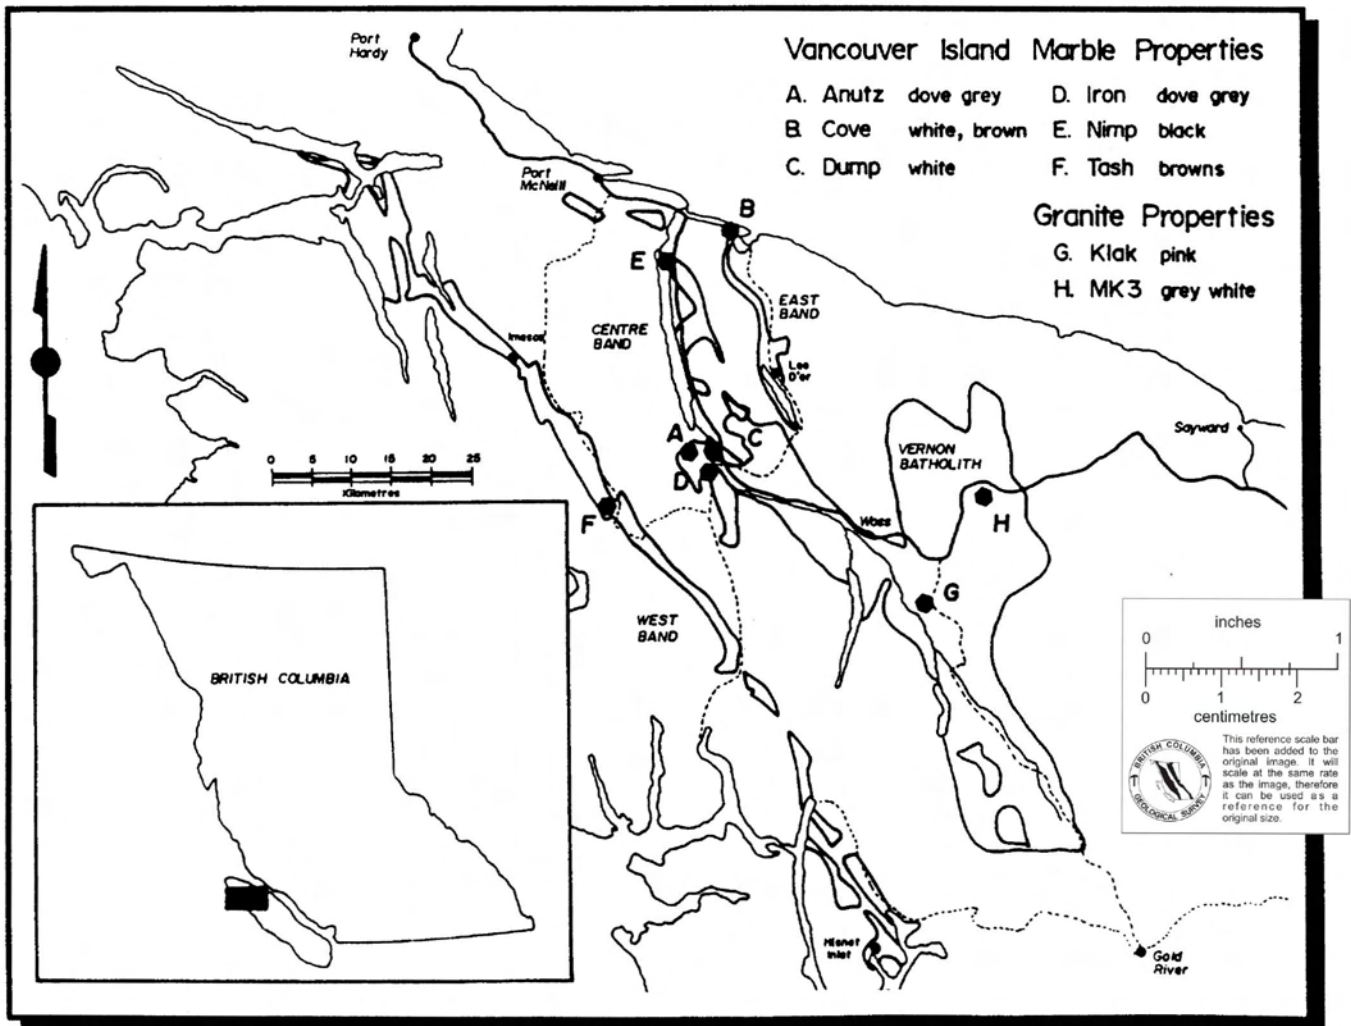 Port
Hardy
Vancouver Island Marble Properties
A. Anutz dove grey
D. Iron dove grey
B. Cove white, brown
E. Nimp black
C. Dump white
F. Tash browns
Granite Properties
G. Klak pink
H. MK3 grey white
Port
McNeill
B
E
EAST
BAND
CENTRE
BAND
Imesas
Lee
D'er
A
C
D
F
VERNON
BATHOLITH
Sayward
Woss
H
G
0 5 10 15 20 25
Kilometres
WEST
BAND
BRITISH COLUMBIA
inches
0 1
0 1 2
centimetres
BRITISH COLUMBIA
GEOLOGICAL SURVEY
This reference scale bar
has been added to the
original image. It will
scale at the same rate
as the image, therefore
it can be used as a
reference for the
original size.
Hisnet
Inlet
Gold
River